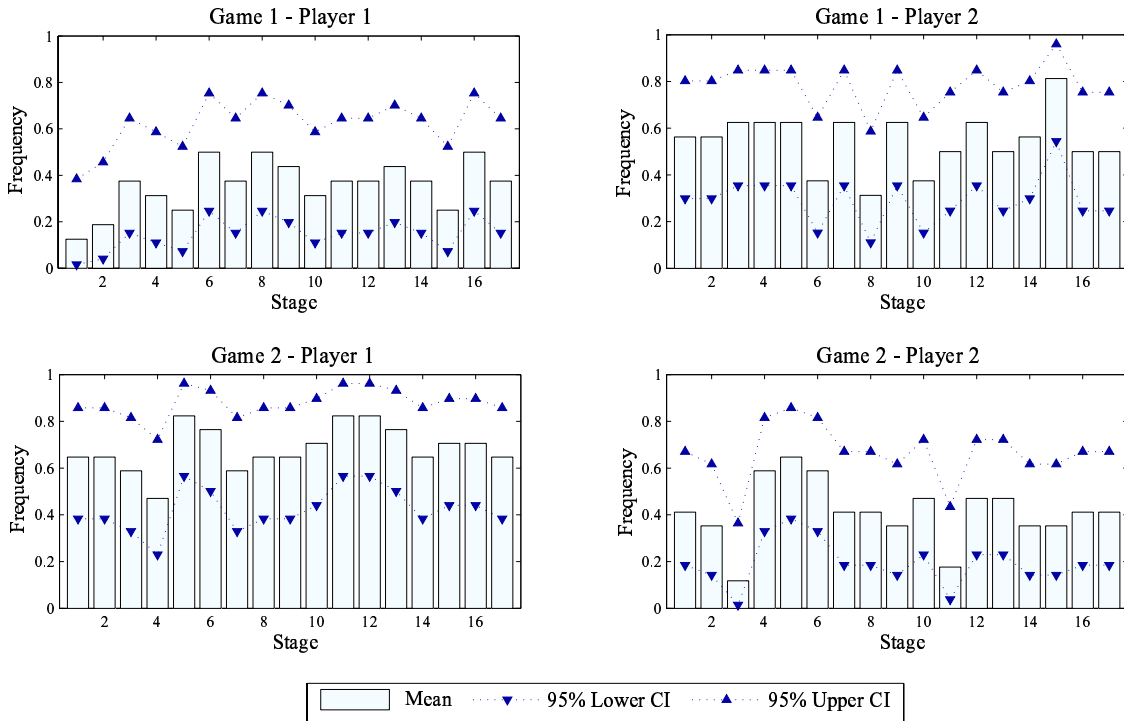 Game 1 - Player 1
Game 1 - Player 2
1
0.8
0.6
0.4
0.2
0
Frequency
2 4 6 8 10 12 14 16
Stage
1
0.8
0.6
0.4
0.2
0
Frequency
2 4 6 8 10 12 14 16
Stage
Game 2 - Player 1
Game 2 - Player 2
1
0.8
0.6
0.4
0.2
0
Frequency
2 4 6 8 10 12 14 16
Stage
1
0.8
0.6
0.4
0.2
0
Frequency
2 4 6 8 10 12 14 16
Stage
Mean 95% Lower CI 95% Upper CI